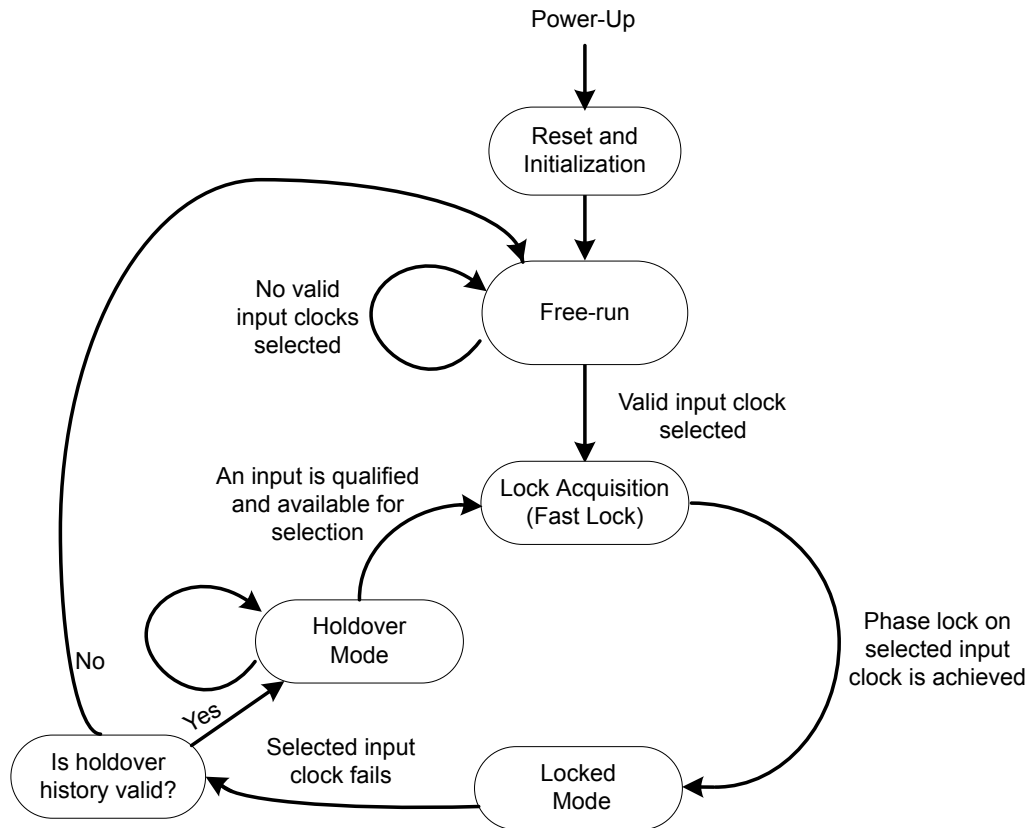 Power-Up
Reset and
Initialization
No valid
input clocks
selected
Free-run
Valid input clock
selected
An input is qualified
and available for
selection
Lock Acquisition
(Fast Lock)
Holdover
Mode
Phase lock on
selected input
clock is achieved
No
Yes
Is holdover
history valid?
Selected input
clock fails
Locked
Mode